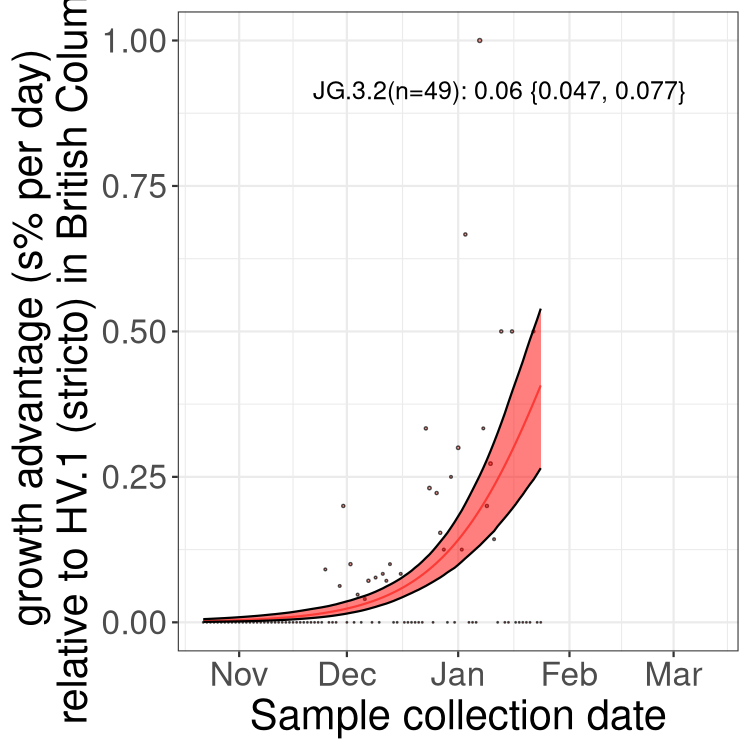 growth advantage (s% per day)
relative to HV.1 (stricto) in British Colum
1.00
0.75
0.50
0.25
0.00
JG.3.2(n=49): 0.06 {0.047, 0.077}
Nov Dec Jan Feb Mar
Sample collection date